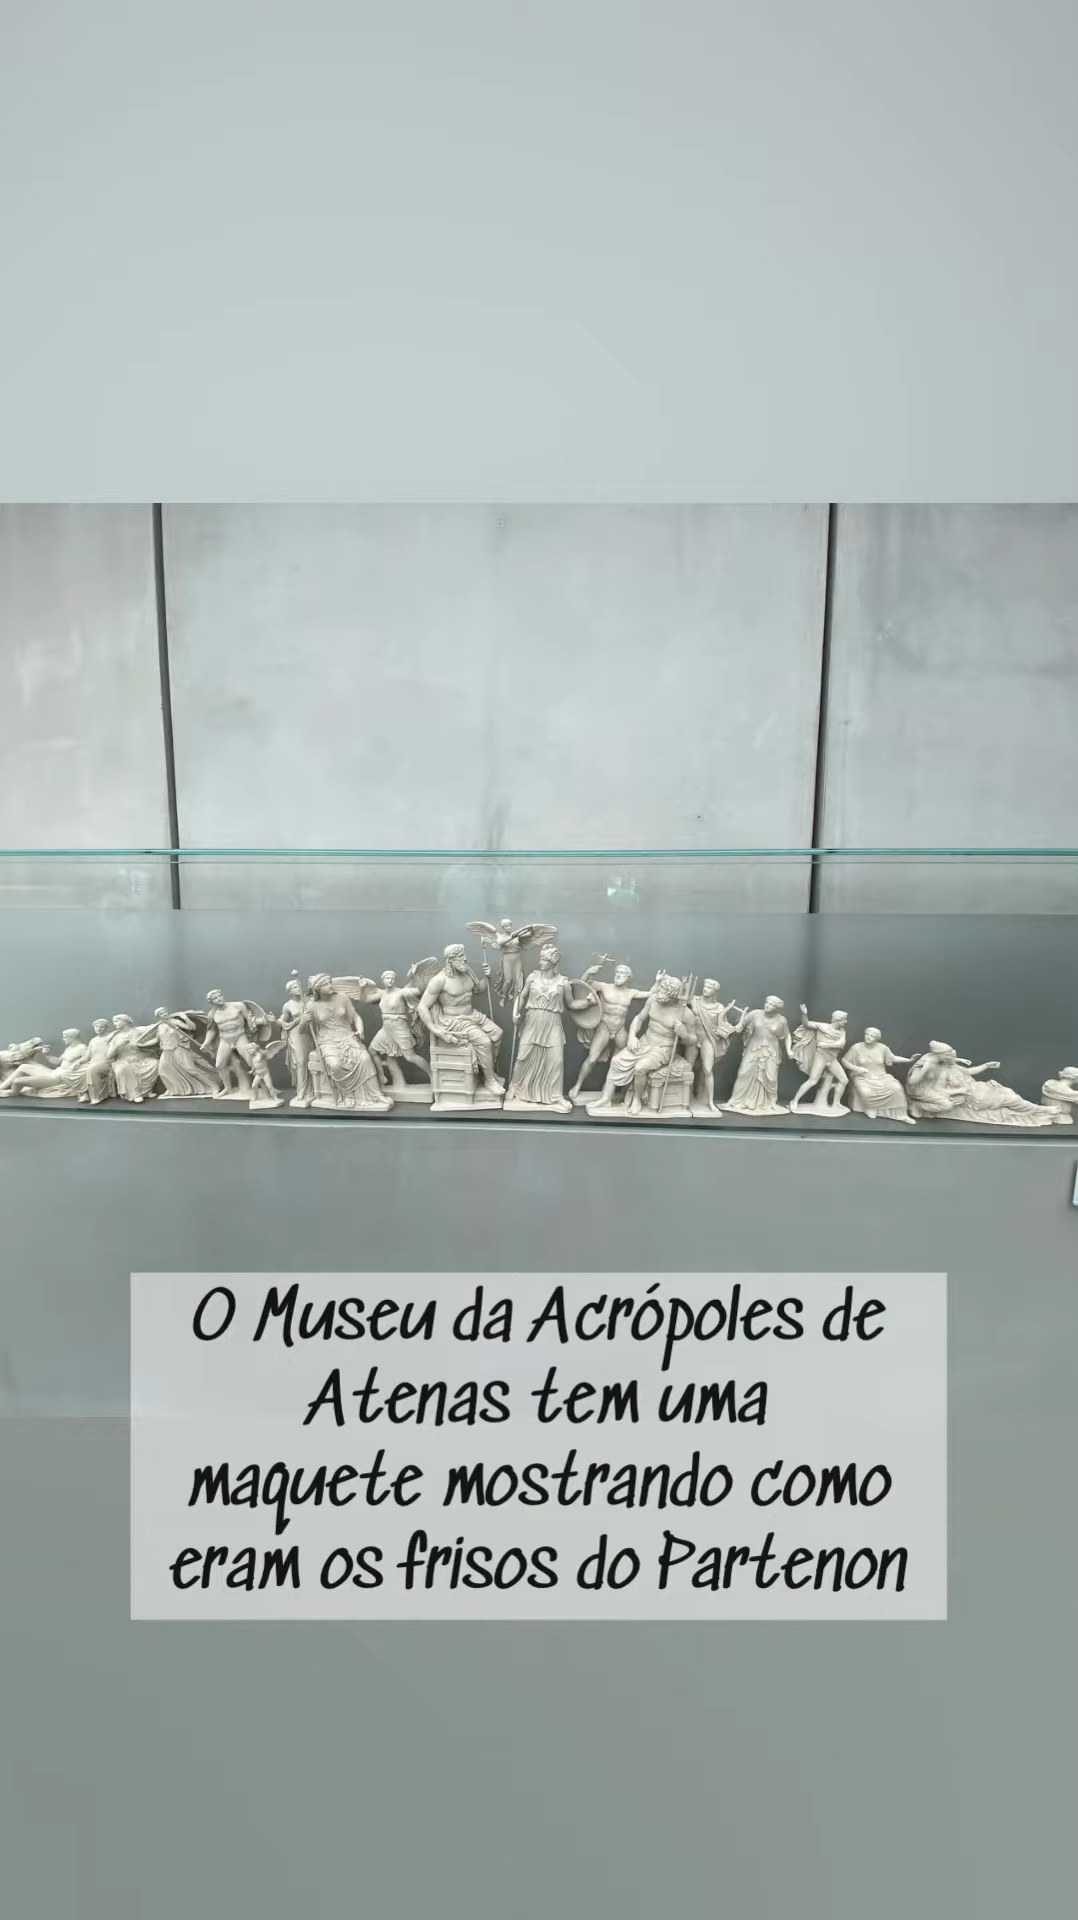 O Museu da Acrópoles de
Atenas tem uma
maquete mostrando como
eram os frisos do Partenon